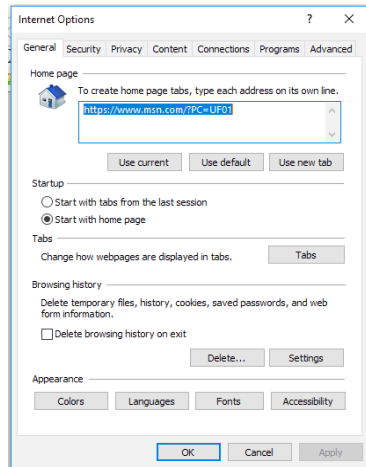 Internet Options ? X
General Security Privacy Content Connections Programs Advanced
Home page
To create home page tabs, type each address on its own line.
https://www.msn.com/?PC=UF01
Use current Use default Use new tab
Startup
Start with tabs from the last session
Start with home page
Tabs
Change how webpages are displayed in tabs. Tabs
Browsing history
Delete temporary files, history, cookies, saved passwords, and web
form information.
Delete browsing history on exit
Delete... Settings
Appearance
Colors Languages Fonts Accessibility
OK Cancel Apply